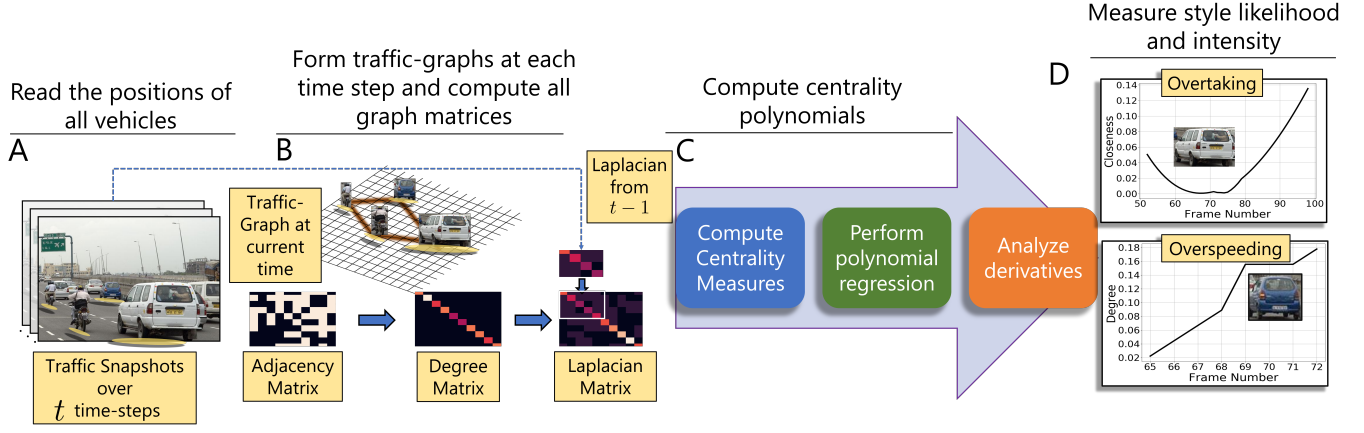 Read the positions of
all vehicles
A
Traffic Snapshots
over
t time-steps
Form traffic-graphs at each
time step and compute all
graph matrices
B
Traffic-
Graph at
current
time
Laplacian
from
t − 1
Adjacency
Matrix
Degree
Matrix
Laplacian
Matrix
Compute centrality
polynomials
C
Compute
Centrality
Measures
Perform
polynomial
regression
Analyze
derivatives
Measure style likelihood
and intensity
D
Overtaking
Closeness
0.14
0.12
0.10
0.08
0.06
0.04
0.02
0.00
50 60 70 80 90 100
Frame Number
Overspeeding
Degree
0.18
0.16
0.14
0.12
0.10
0.08
0.06
0.04
0.02
65 66 67 68 69 70 71 72
Frame Number